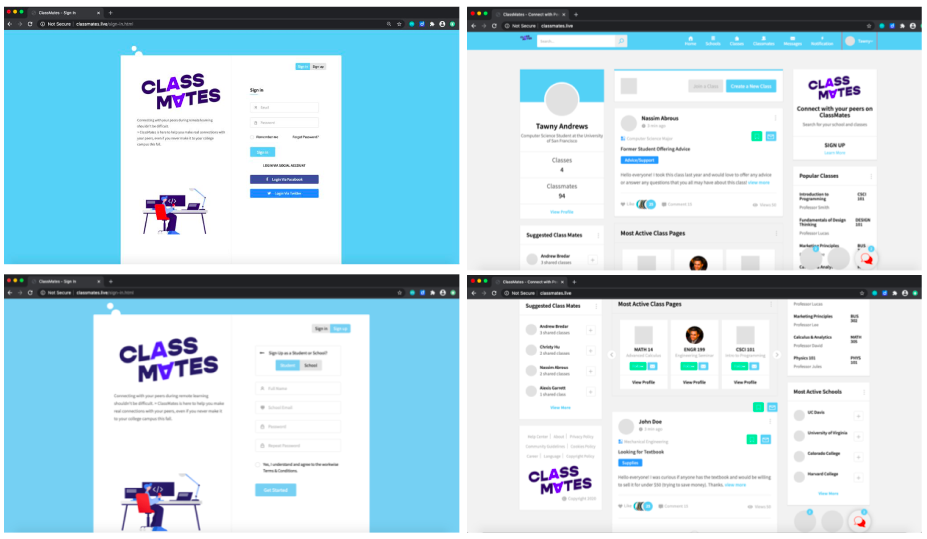 ClassMates - Sign In
Not Secure | classmates.live/sign-in.html
Sign in
Sign up
CLASS
MATES
Connecting with your peers during remote learning
shouldn't be difficult.
ClassMates is here to help you make real connections with
your peers, even if you never make it to your college
campus this fall.
Sign in
Email
Password
Remember me
Forgot Password?
Sign in
LOGIN VIA SOCIAL ACCOUNT
Login Via Facebook
Login Via Twitter
ClassMates - Connect with Pe
Not Secure | classmates.live
CLASS MATES
Search...
Home
Schools
Classes
Classmates
Messages
Notification
Tawny
Tawny Andrews
Computer Science Student at the University
of San Francisco
Classes
4
Classmates
94
View Profile
Suggested Class Mates
Andrew Bredar
3 shared classes
Join a Class
Create a New Class
Nassim Abrous
3 min ago
Computer Science Major
Former Student Offering Advice
Advice/Support
Hello everyone! I took this class last year and would love to offer any advice
or answer any questions that you all may have about this class! view more
Like
Comment 15
Views 50
Most Active Class Pages
CLASS
MATES
Connect with your peers on
ClassMates
Search for your school and classes
SIGN UP
Learn More
Popular Classes
Introduction to Programming
CSCI 101
Professor Smith
Fundamentals of Design Thinking
DESIGN 101
Professor Lucas
Marketing Principles
BUS
ClassMates - Sign In
Not Secure | classmates.live/sign-in.html
Sign in
Sign up
CLASS
MATES
Connecting with your peers during remote learning
shouldn't be difficult. > ClassMates is here to help you make
real connections with your peers, even if you never make it
to your college campus this fall.
Sign Up as a Student or School?
Student
School
Full Name
School Email
Password
Repeat Password
Yes, I understand and agree to the workwise
Terms & Conditions.
Get Started
ClassMates - Connect with Pe
Not Secure | classmates.live
Suggested Class Mates
Andrew Bredar
3 shared classes
Christy Hu
2 shared classes
Nassim Abrous
2 shared classes
Alexis Garrett
2 shared class
View More
Help Center
About
Privacy Policy
Community Guidelines
Cookies Policy
Career
Language
Copyright Policy
CLASS
MATES
Most Active Class Pages
MATH 14
Advanced Calculus
View Profile
ENGR 199
Engineering Seminar
View Profile
CSCI 101
Intro to Programming
View Profile
John Doe
3 min ago
Mechanical Engineering
Looking for Textbook
Supplies
Hello everyone! I was curious if anyone has the textbook and would be willing
to sell it for under $50 (trying to save money). Thanks. view more
Like
Comment 15
Views 50
Professor Lucas
Marketing Principles
BUS 302
Professor Lee
Calculus & Analytics
MATH 305
Physics 101
PHYS 101
Professor Jules
Most Active Schools
UC Davis
University of Virginia
Colorado College
Harvard College
View More